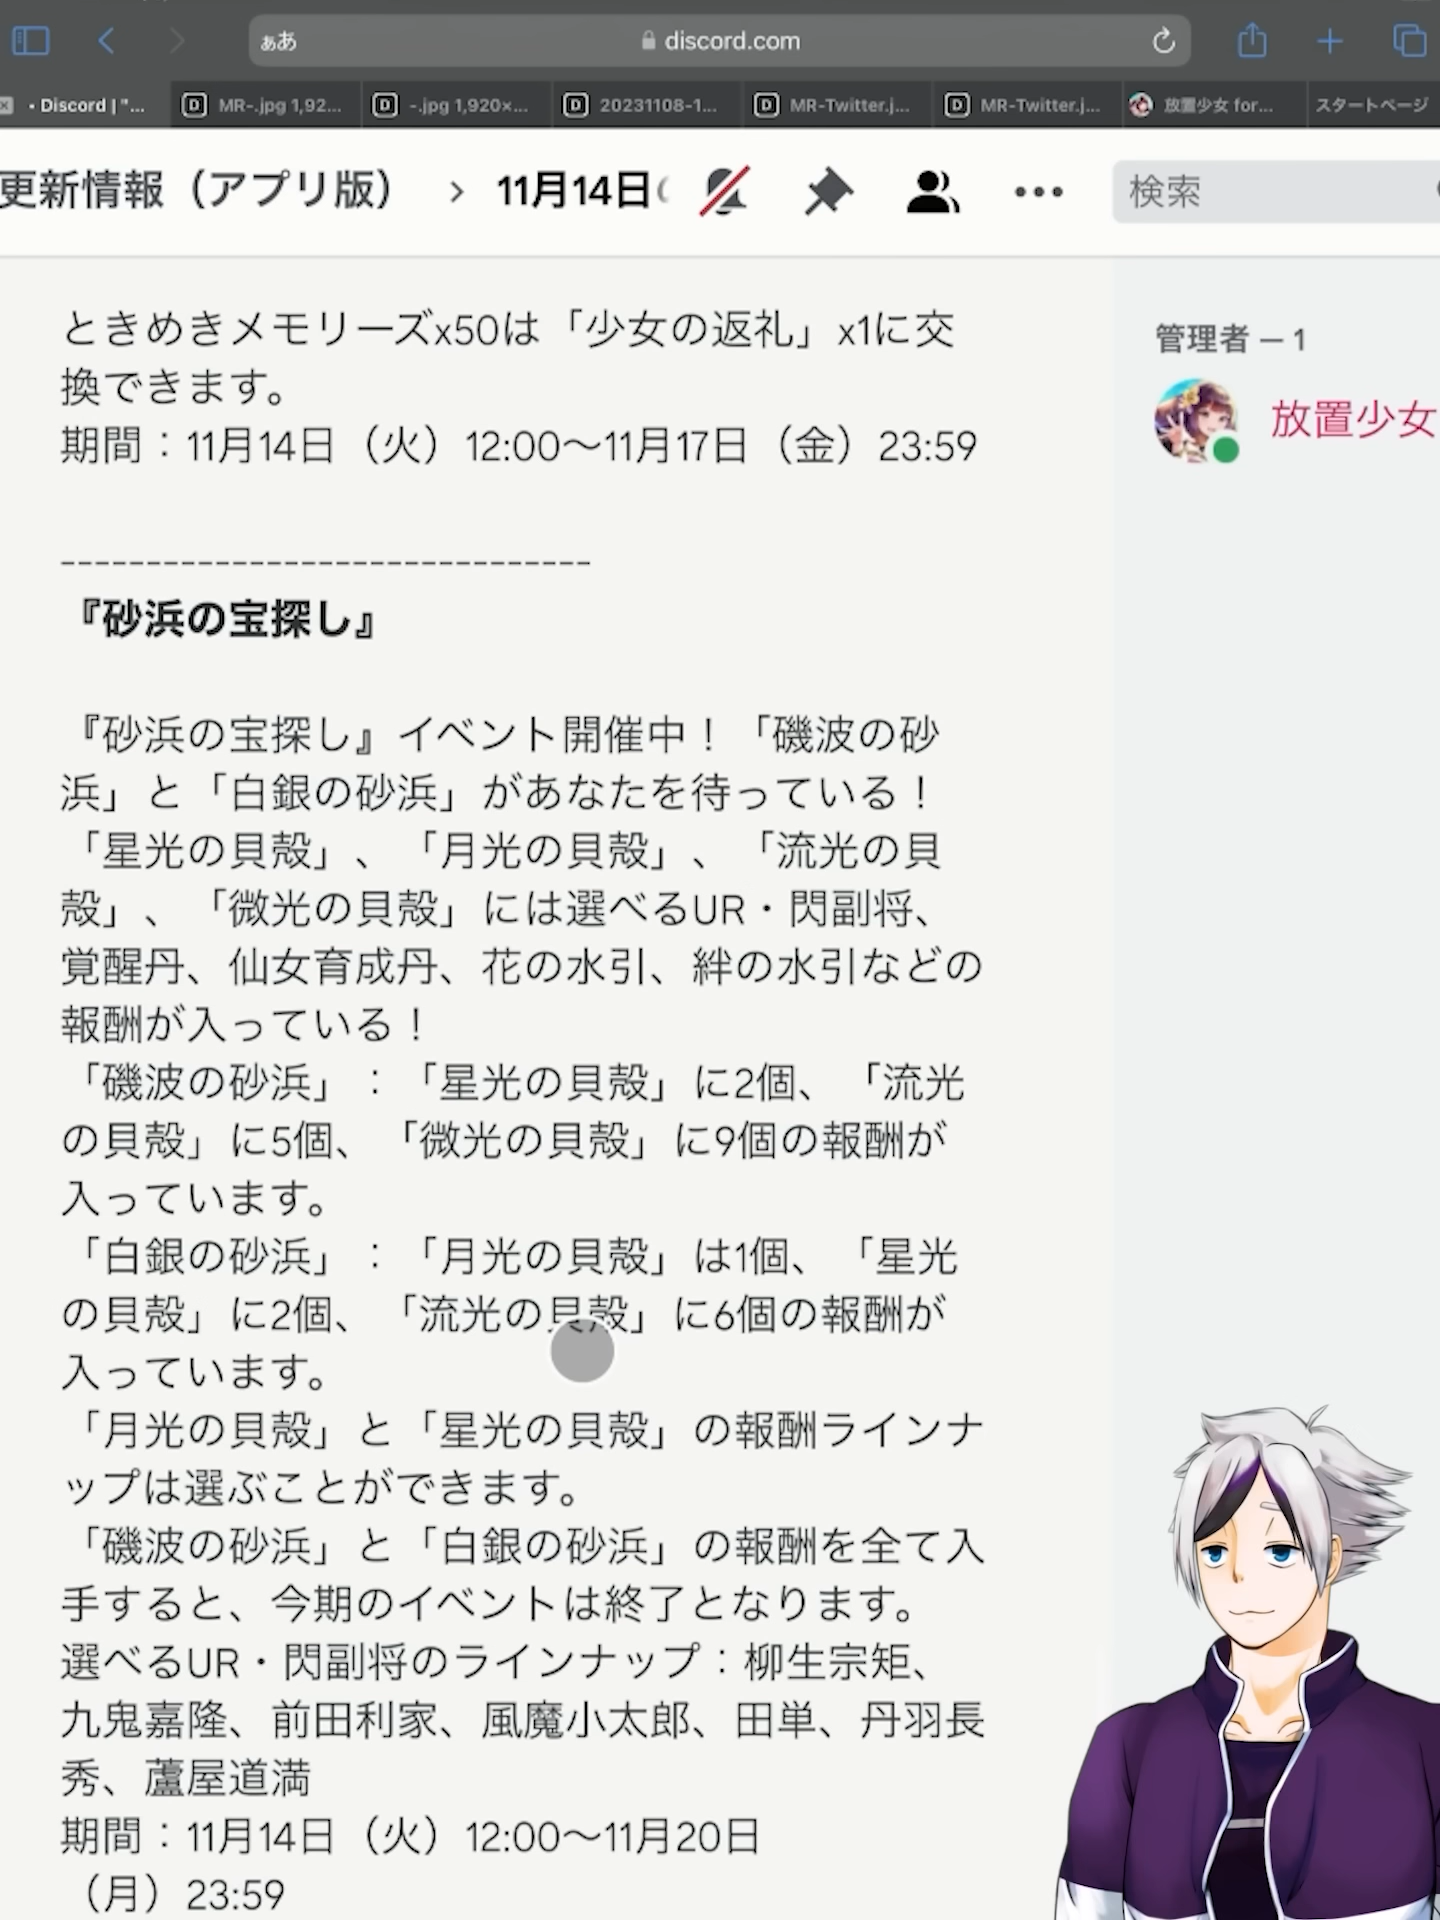 ぁあ
discord.com
• Discord | "...
MR-.jpg 1,92...
-.jpg 1,920×...
20231108-1...
MR-Twitter.j...
MR-Twitter.j...
放置少女 for...
スタートページ
更新情報（アプリ版）
11月14日（
検索
ときめきメモリーズx50は「少女の返礼」x1に交
換できます。
期間：11月14日（火）12:00〜11月17日（金）23:59
-------------------------------
『砂浜の宝探し』
『砂浜の宝探し』イベント開催中！「磯波の砂
浜」と「白銀の砂浜」があなたを待っている！
「星光の貝殻」、「月光の貝殻」、「流光の貝
殻」、「微光の貝殻」には選べるUR・閃副将、
覚醒丹、仙女育成丹、花の水引、絆の水引などの
報酬が入っている！
「磯波の砂浜」：「星光の貝殻」に2個、「流光
の貝殻」に5個、「微光の貝殻」に9個の報酬が
入っています。
「白銀の砂浜」：「月光の貝殻」は1個、「星光
の貝殻」に2個、「流光の貝殻」に6個の報酬が
入っています。
「月光の貝殻」と「星光の貝殻」の報酬ラインナ
ップは選ぶことができます。
「磯波の砂浜」と「白銀の砂浜」の報酬を全て入
手すると、今期のイベントは終了となります。
選べるUR・閃副将のラインナップ：柳生宗矩、
九鬼嘉隆、前田利家、風魔小太郎、田単、丹羽長
秀、蘆屋道満
期間：11月14日（火）12:00〜11月20日
（月）23:59
管理者 — 1
放置少女